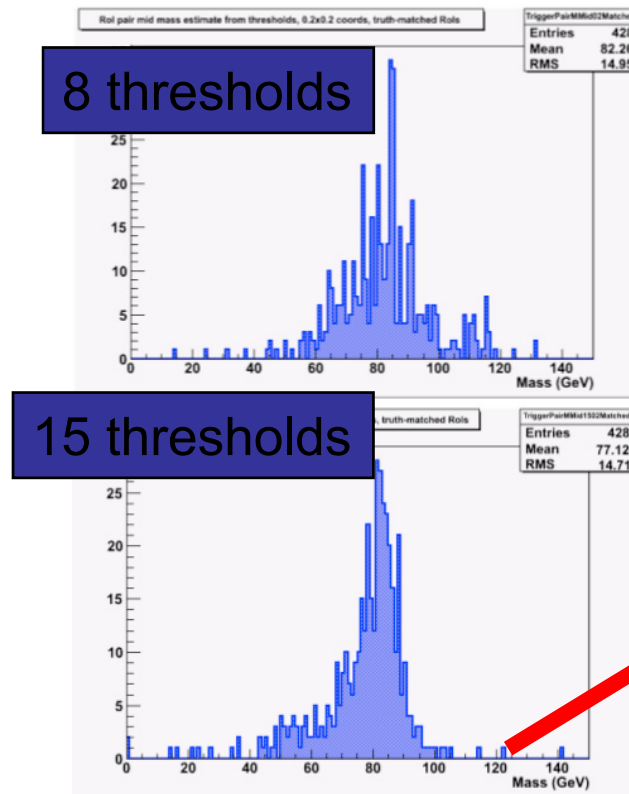 RoI pair mid mass estimate from thresholds, 0.2x0.2 coords, truth-matched RoIs
Entries 428
Mean 82.26
RMS 14.95
8 thresholds
25
20
15
10
5
0
0 20 40 60 80 100 120 140
Mass (GeV)
15 thresholds
truth-matched RoIs
Entries 428
Mean 77.12
RMS 14.71
25
20
15
10
5
0
0 20 40 60 80 100 120 140
Mass (GeV)